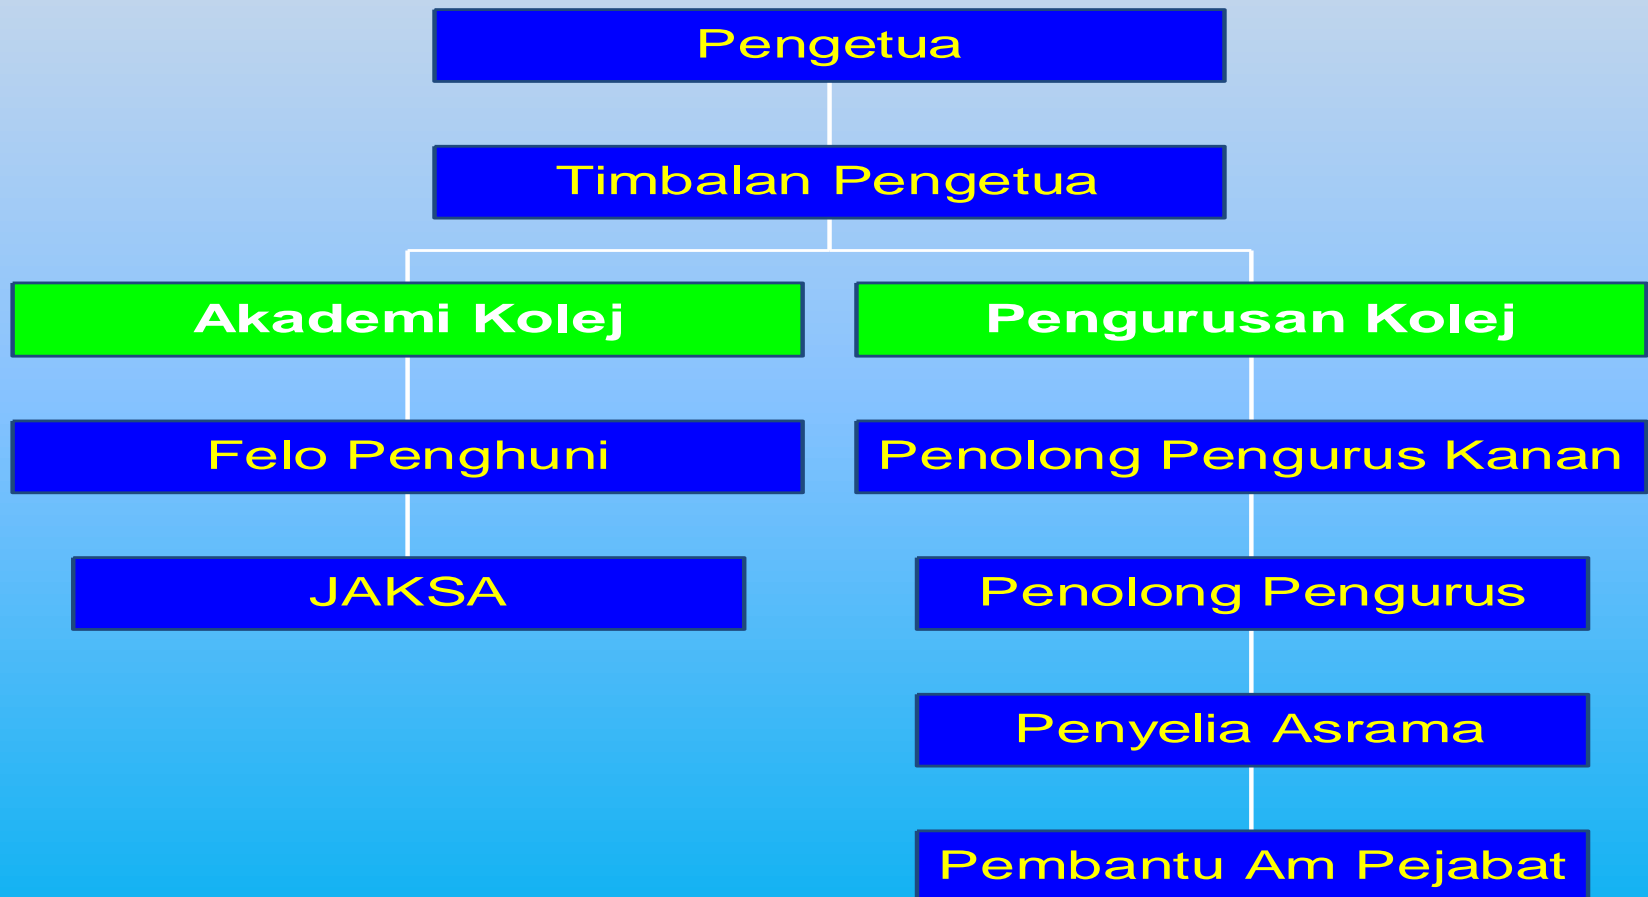 Pengetua
Timbalan Pengetua
Akademi Kolej
Pengurusan Kolej
Felo Penghuni
Penolong Pengurus Kanan
JAKSA
Penolong Pengurus
Penyelia Asrama
Pembantu Am Pejabat